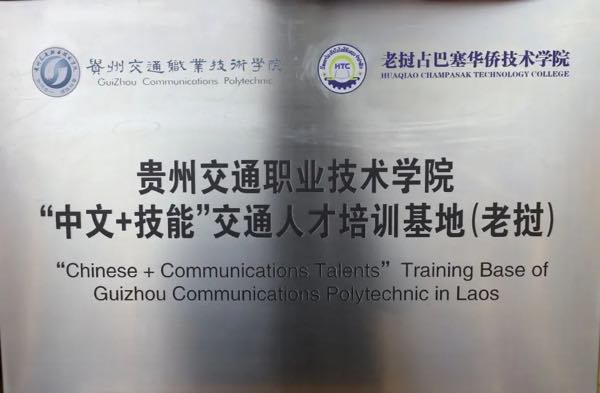 貴州交通職業技術學院
GuiZhou Communications Polytechnic
HTC
老挝占巴塞华侨技术学院
HUAQIAO CHAMPASAK TECHNOLOGY COLLEGE
贵州交通职业技术学院
“中文+技能”交通人才培训基地(老挝)
“Chinese + Communications Talents” Training Base of
Guizhou Communications Polytechnic in Laos